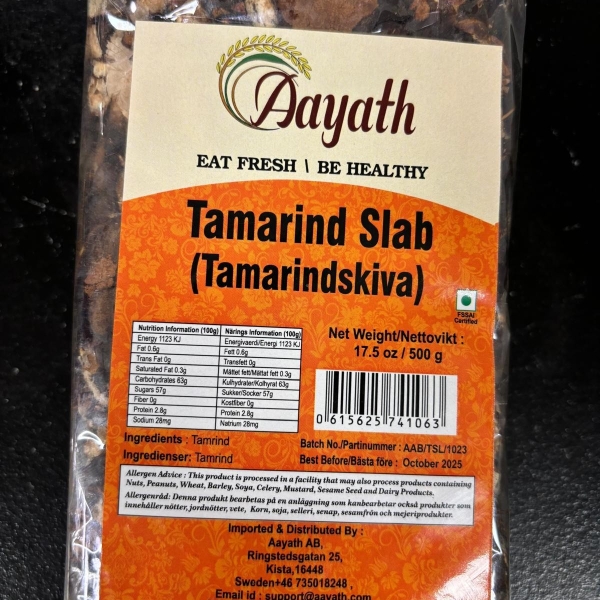 Aayath
EAT FRESH \ BE HEALTHY
Tamarind Slab
(Tamarindskiva)
FSSAI
Certified
Net Weight/Nettovikt :
17.5 oz / 500 g
Nutrition Information (100g)
Energy 1123 KJ
Fat 0.6g
Trans Fat 0g
Saturated Fat 0.3g
Carbohydrates 63g
Sugars 57g
Fiber 0g
Protein 2.8g
Sodium 28mg
Närings Information (100g)
Energivaerdi/Energi 1123 KJ
Fett 0.6g
Transfett 0g
Mättet fett/Mättat fett 0.3g
Kulhydrater/Kolhyrat 63g
Sukker/Socker 57g
Kostfiber 0g
Protein 2.8g
Natrium 28mg
0 615625 741063
Ingredients : Tamrind
Ingredienser: Tamrind
Batch No./Partinummer : AAB/TSL/1023
Best Before/Bästa före : October 2025
Allergen Advice : This product is processed in a facility that may also process products containing
Nuts, Peanuts, Wheat, Barley, Soya, Celery, Mustard, Sesame Seed and Dairy Products.
Allergenråd: Denna produkt bearbetas på en anläggning som kanbearbetar också produkter som
innehåller nötter, jordnötter, vete, Korn, soja, selleri, senap, sesamfrön och mejeriprodukter.
Imported & Distributed By :
Aayath AB,
Ringstedsgatan 25,
Kista,16448
Sweden+46 735018248 ,
Email id : support@aayath.com